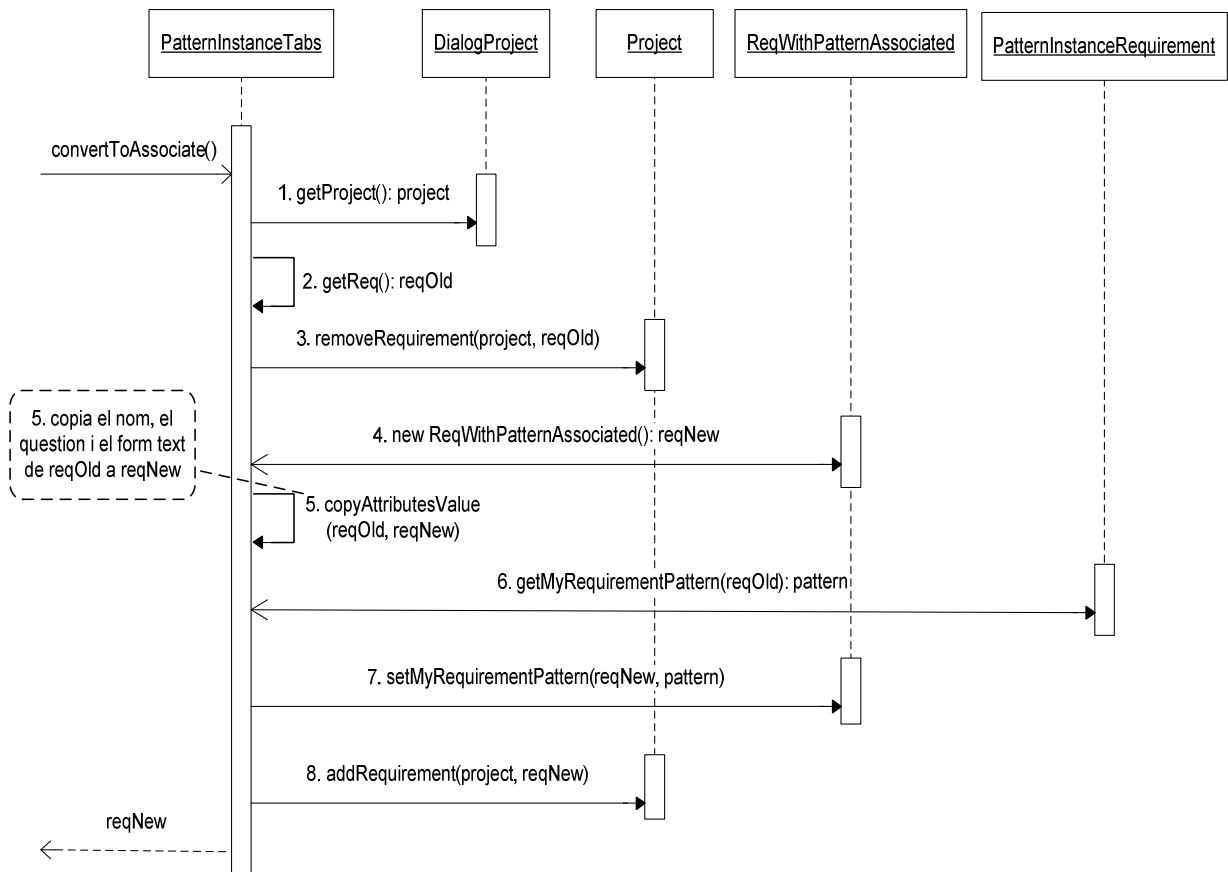 PatternInstanceTabs
DialogProject
Project
ReqWithPatternAssociated
PatternInstanceRequirement
convertToAssociate()
1. getProject(): project
2. getReq(): reqOld
3. removeRequirement(project, reqOld)
5. copia el nom, el
question i el form text
de reqOld a reqNew
4. new ReqWithPatternAssociated(): reqNew
5. copyAttributesValue
(reqOld, reqNew)
6. getMyRequirementPattern(reqOld): pattern
7. setMyRequirementPattern(reqNew, pattern)
8. addRequirement(project, reqNew)
reqNew